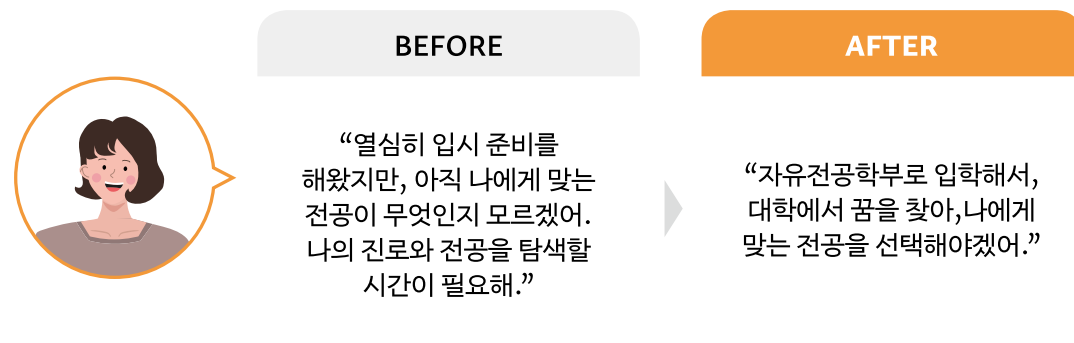 BEFORE
“열심히 입시 준비를
해왔지만, 아직 나에게 맞는
전공이 무엇인지 모르겠어.
나의 진로와 전공을 탐색할
시간이 필요해.”
AFTER
“자유전공학부로 입학해서,
대학에서 꿈을 찾아,나에게
맞는 전공을 선택해야겠어.”